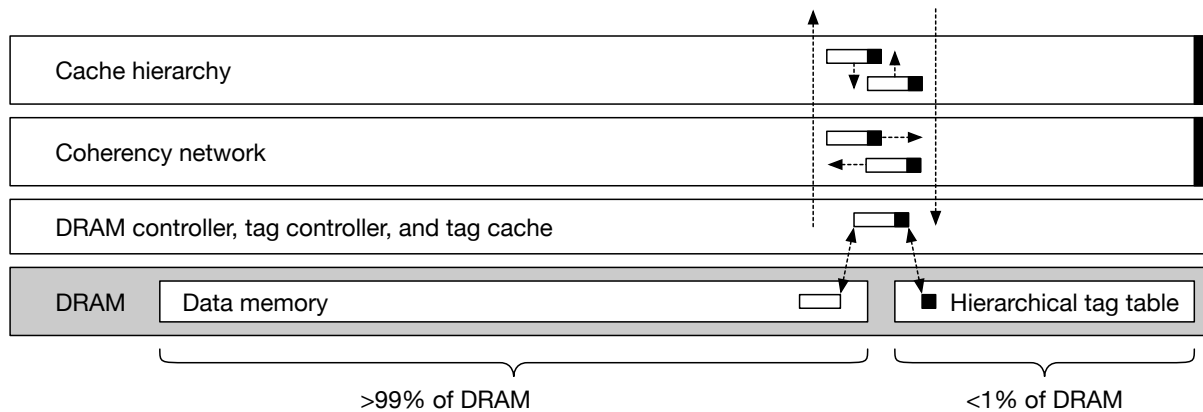 Cache hierarchy
Coherency network
DRAM controller, tag controller, and tag cache
DRAM
Data memory
Hierarchical tag table
>99% of DRAM
<1% of DRAM